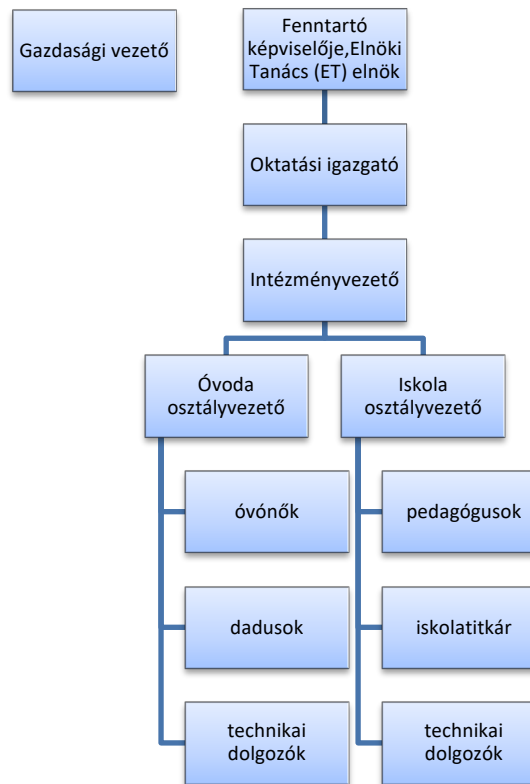 Gazdasági vezető
Fenntartó
képviselője,Elnöki
Tanács (ET) elnök
Oktatási igazgató
Intézményvezető
Óvoda
osztályvezető
Iskola
osztályvezető
óvónők
pedagógusok
dadusok
iskolatitkár
technikai
dolgozók
technikai
dolgozók